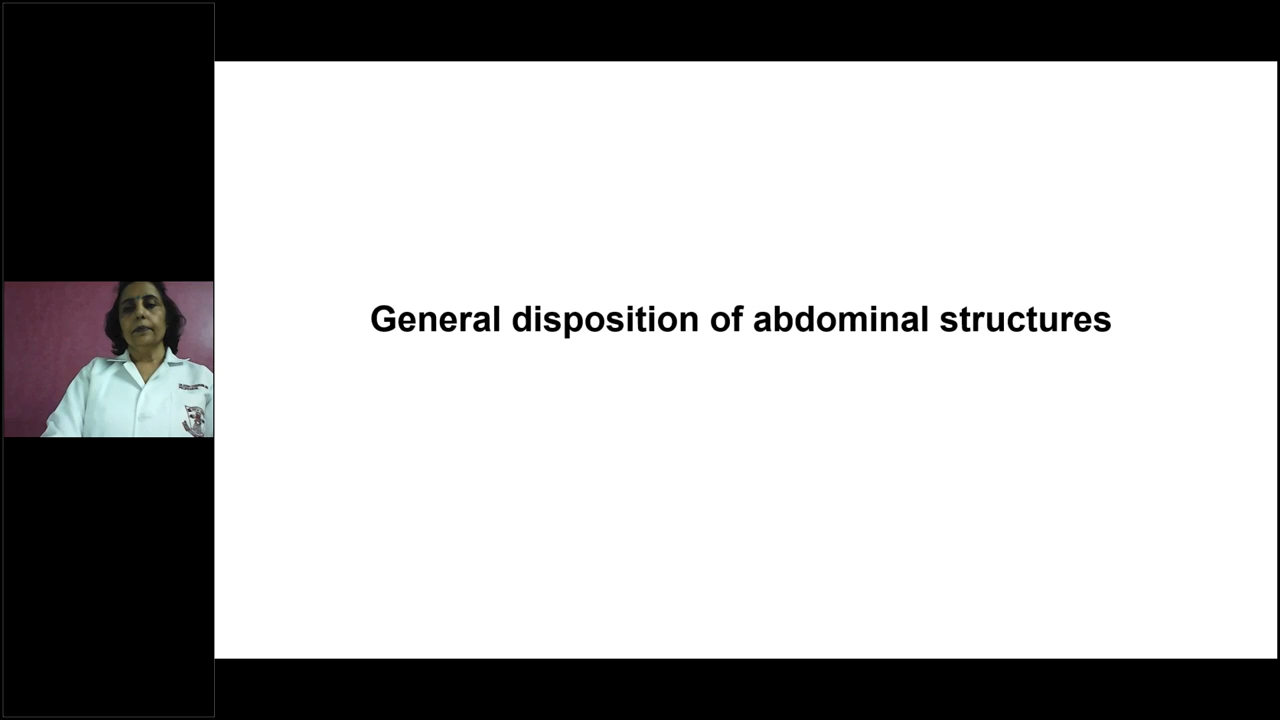 General disposition of abdominal structures